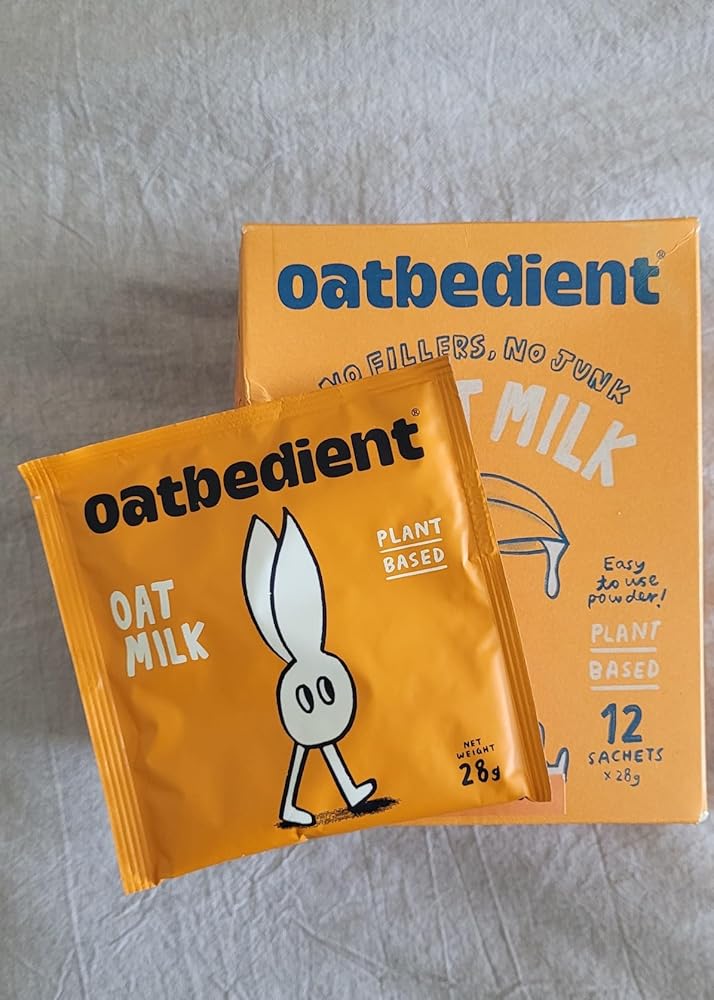 oatbedient®
NO FILLERS, NO JUNK
MILK
Easy
to use
powder!
PLANT
BASED
12
SACHETS
x 28g
oatbedient®
PLANT
BASED
OAT
MILK
NET
WEIGHT
28g